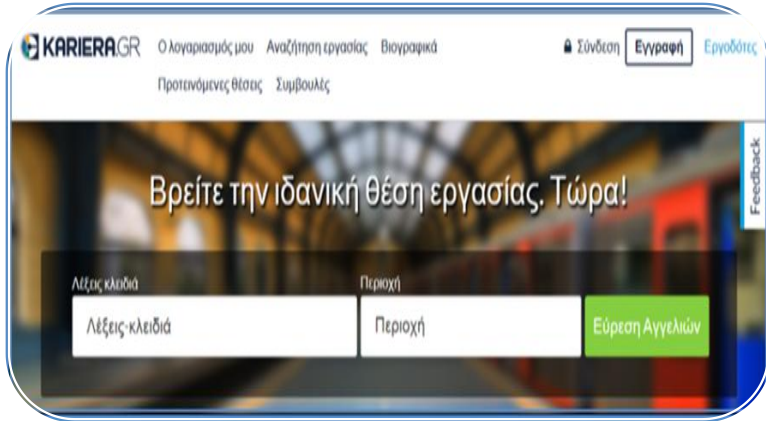 KARIERA.GR Ο λογαριασμός μου Αναζήτηση εργασίας Βιογραφικά Σύνδεση Εγγραφή Εργοδότες
Προτεινόμενες θέσεις Συμβουλές
Feedback
Βρείτε την ιδανική θέση εργασίας. Τώρα!
Λέξεις κλειδιά Περιοχή
Λέξεις-κλειδιά Περιοχή Εύρεση Αγγελιών